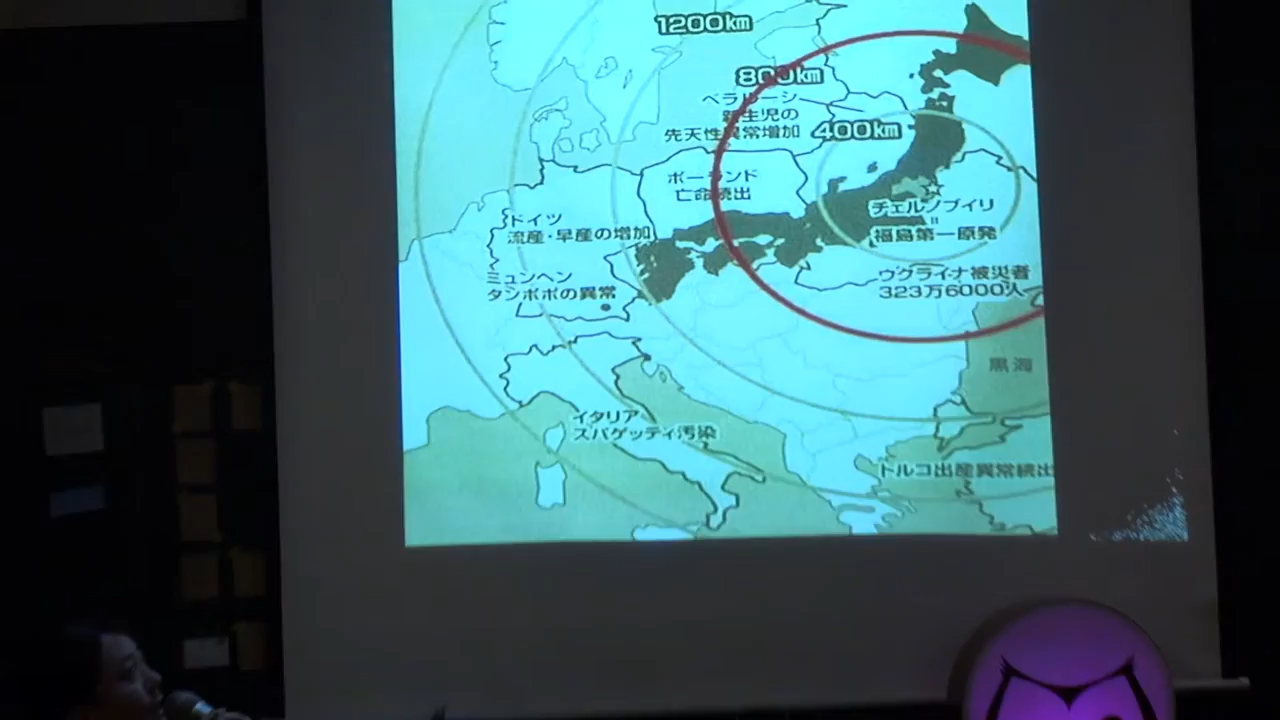 1200km
800km
ベラルーシ
新生児の
先天性異常増加
400km
ポーランド
亡命続出
チェルノブイリ
=
福島第一原発
ドイツ
流産・早産の増加
ミュンヘン
タンポポの異常
ウクライナ被災者
323万6000人
黒海
イタリア
スパゲッティ汚染
トルコ出産異常続出